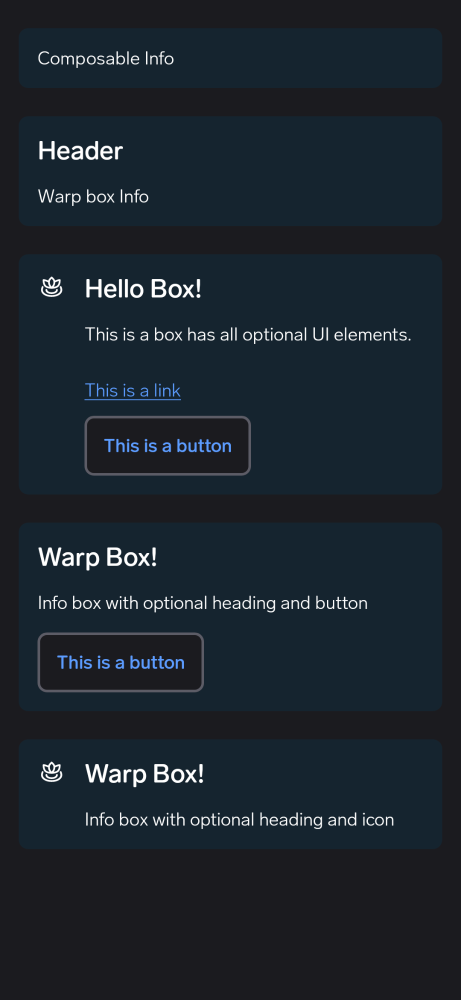 Composable Info
Header
Warp box Info
Hello Box!
This is a box has all optional UI elements.
This is a link
This is a button
Warp Box!
Info box with optional heading and button
This is a button
Warp Box!
Info box with optional heading and icon